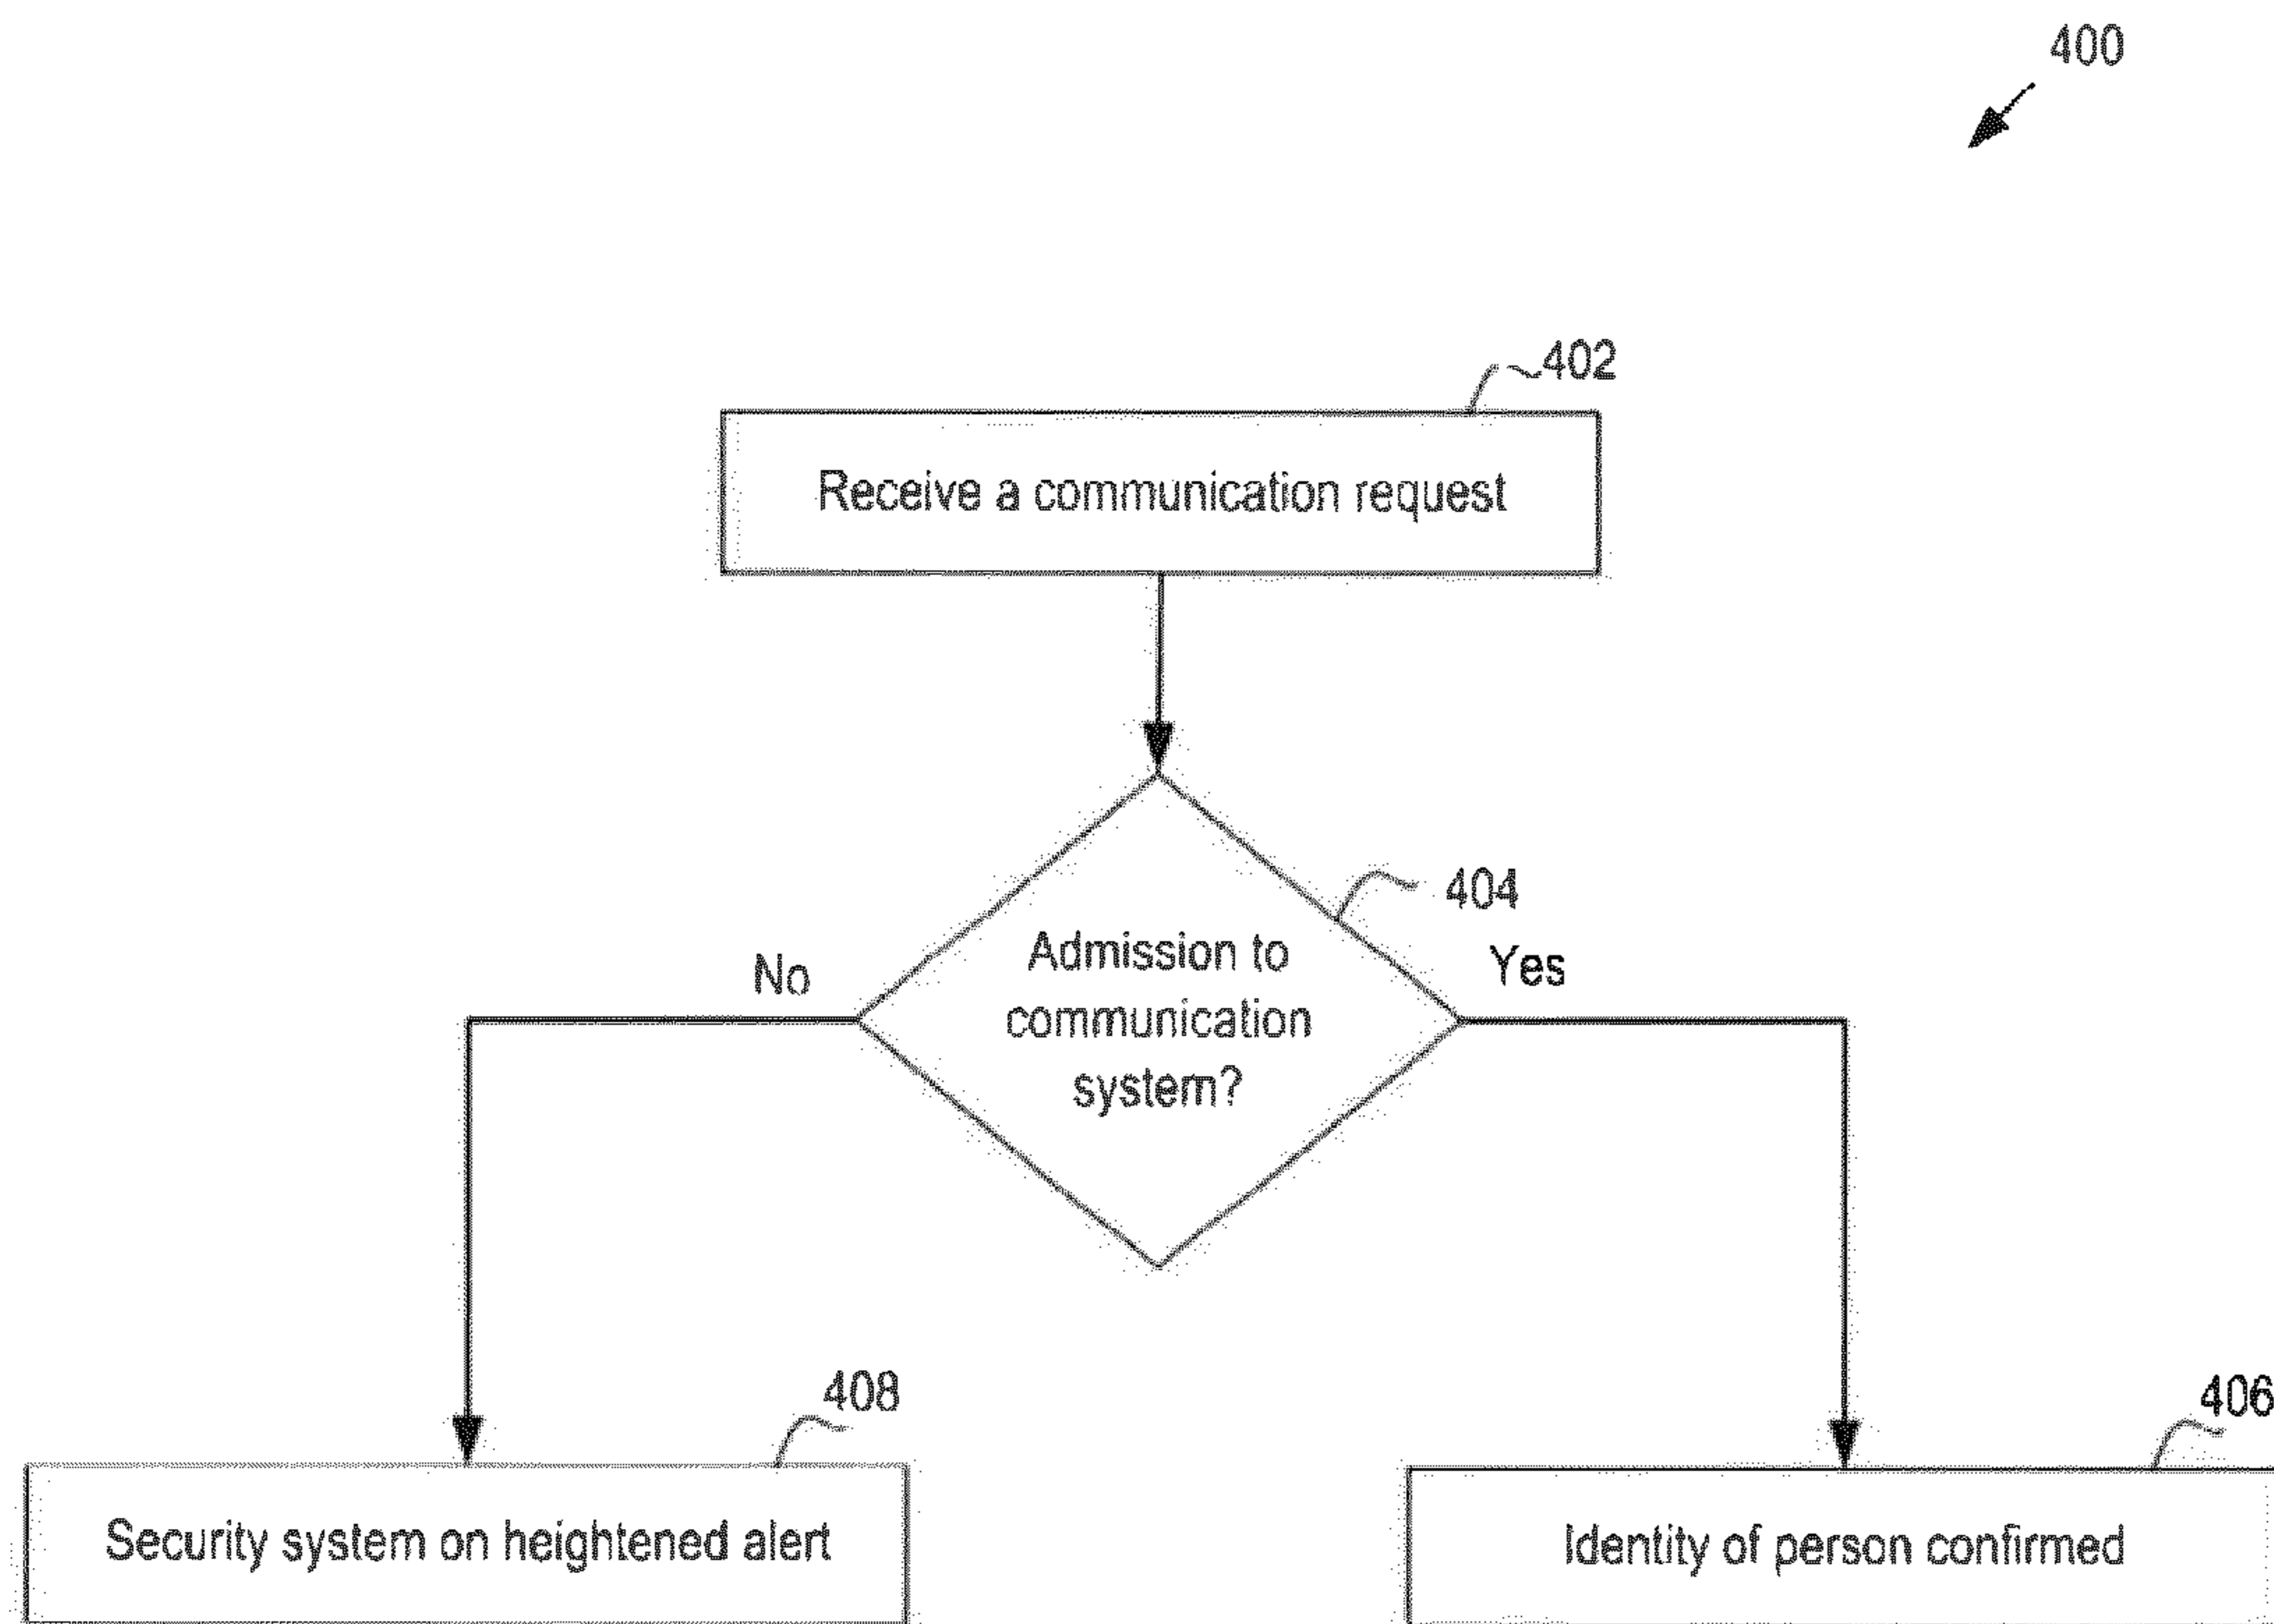 400
402
Receive a communication request
404
Admission to
communication
system?
No
Yes
408
Security system on heightened alert
406
Identity of person confirmed